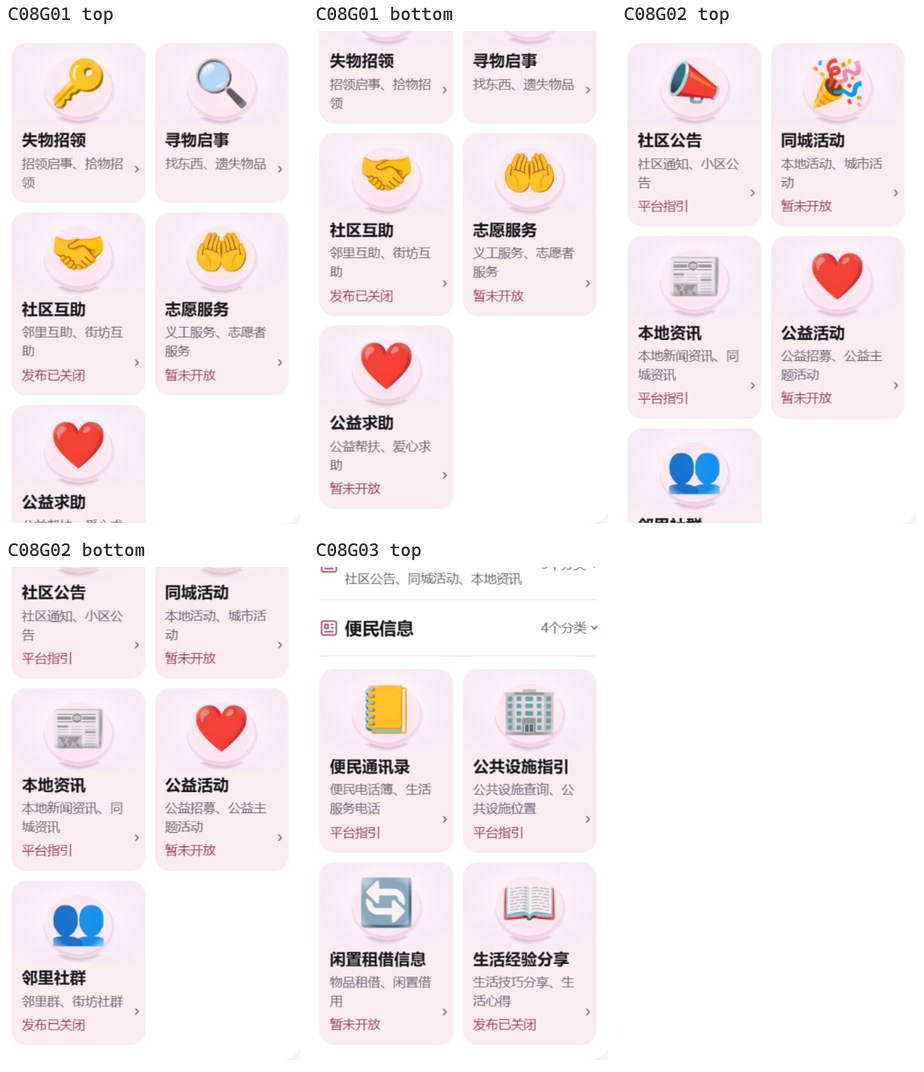 C08G01 top
失物招领
招领启事、拾物招
领
寻物启事
找东西、遗失物品
社区互助
邻里互助、街坊互
助
发布已关闭
志愿服务
义工服务、志愿者
服务
暂未开放
公益求助
公益帮扶、爱心求
C08G01 bottom
失物招领
招领启事、拾物招
领
寻物启事
找东西、遗失物品
社区互助
邻里互助、街坊互
助
发布已关闭
志愿服务
义工服务、志愿者
服务
暂未开放
公益求助
公益帮扶、爱心求
助
暂未开放
C08G02 top
社区公告
社区通知、小区公
告
平台指引
同城活动
本地活动、城市活
动
暂未开放
本地资讯
本地新闻资讯、同
城资讯
平台指引
公益活动
公益招募、公益主
题活动
暂未开放
邻里社群
C08G02 bottom
社区公告
社区通知、小区公
告
平台指引
同城活动
本地活动、城市活
动
暂未开放
本地资讯
本地新闻资讯、同
城资讯
平台指引
公益活动
公益招募、公益主
题活动
暂未开放
邻里社群
邻里群、街坊社群
发布已关闭
C08G03 top
社区公告、同城活动、本地资讯
便民信息
4个分类
便民通讯录
便民电话簿、生活
服务电话
平台指引
公共设施指引
公共设施查询、公
共设施位置
平台指引
闲置租借信息
物品租借、闲置借
用
暂未开放
生活经验分享
生活技巧分享、生
活心得
发布已关闭